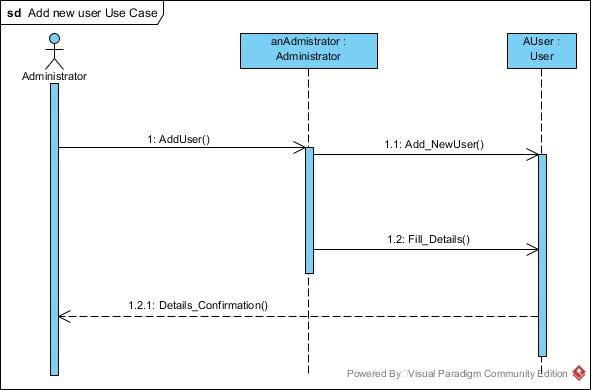 sd Add new user Use Case
anAdmistrator :
Administrator
AUser :
User
Administrator
1: AddUser()
1.1: Add_NewUser()
1.2: Fill_Details()
1.2.1: Details_Confirmation()
Powered By Visual Paradigm Community Edition